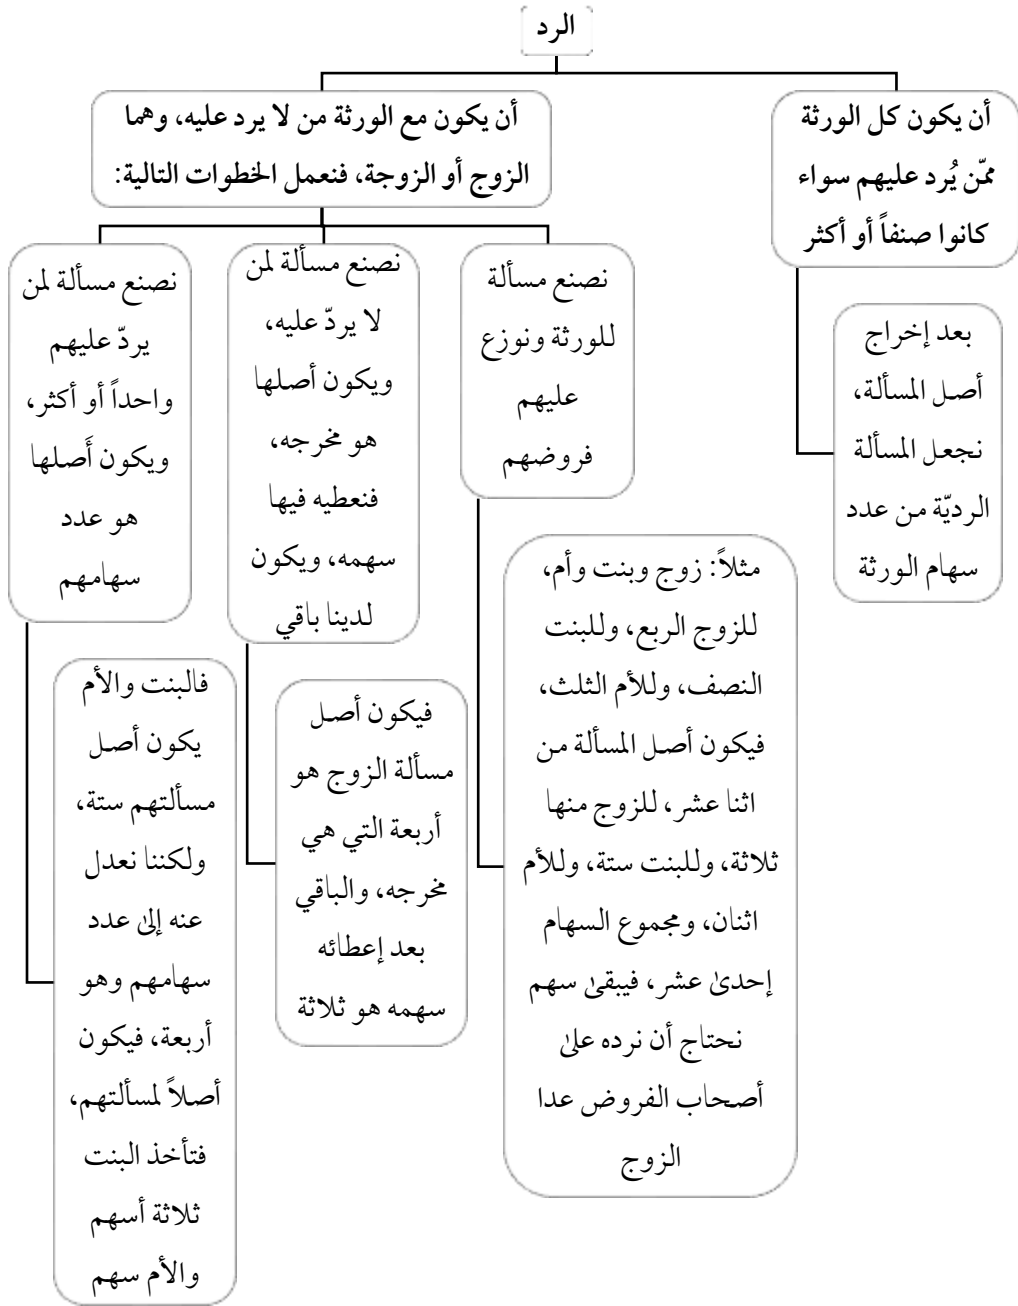 الرد
أن يكون كل الورثة
ممّن يُرد عليهم سواء
كانوا صنفاً أو أكثر
بعد إخراج
أصل المسألة،
نجعل المسألة
الرديّة من عدد
سهام الورثة
أن يكون مع الورثة من لا يرد عليه، وهما
الزوج أو الزوجة، فنعمل الخطوات التالية:
نصنع مسألة
للورثة ونوزع
عليهم
فروضهم
مثلاً: زوج وبنت وأم،
للزوج الربع، وللبنت
النصف، وللأم الثلث،
فيكون أصل المسألة من
اثنا عشر، للزوج منها
ثلاثة، وللبنت ستة، وللأم
اثنان، ومجموع السهام
إحدىٰ عشر، فيبقىٰ سهم
نحتاج أن نرده علىٰ
أصحاب الفروض عدا
الزوج
نصنع مسألة لمن
لا يردّ عليه،
ويكون أصلها
هو مخرجه،
فنعطيه فيها
سهمه، ويكون
لدينا باقي
فيكون أصل
مسألة الزوج هو
أربعة التي هي
مخرجه، والباقي
بعد إعطائه
سهمه هو ثلاثة
نصنع مسألة لمن
يردّ عليهم
واحداً أو أكثر،
ويكون أَصلها
هو عدد
سهامهم
فالبنت والأم
يكون أصل
مسألتهم ستة،
ولكننا نعدل
عنه إلىٰ عدد
سهامهم وهو
أربعة، فيكون
أصلاً لمسألتهم،
فتأخذ البنت
ثلاثة أسهم
والأم سهم